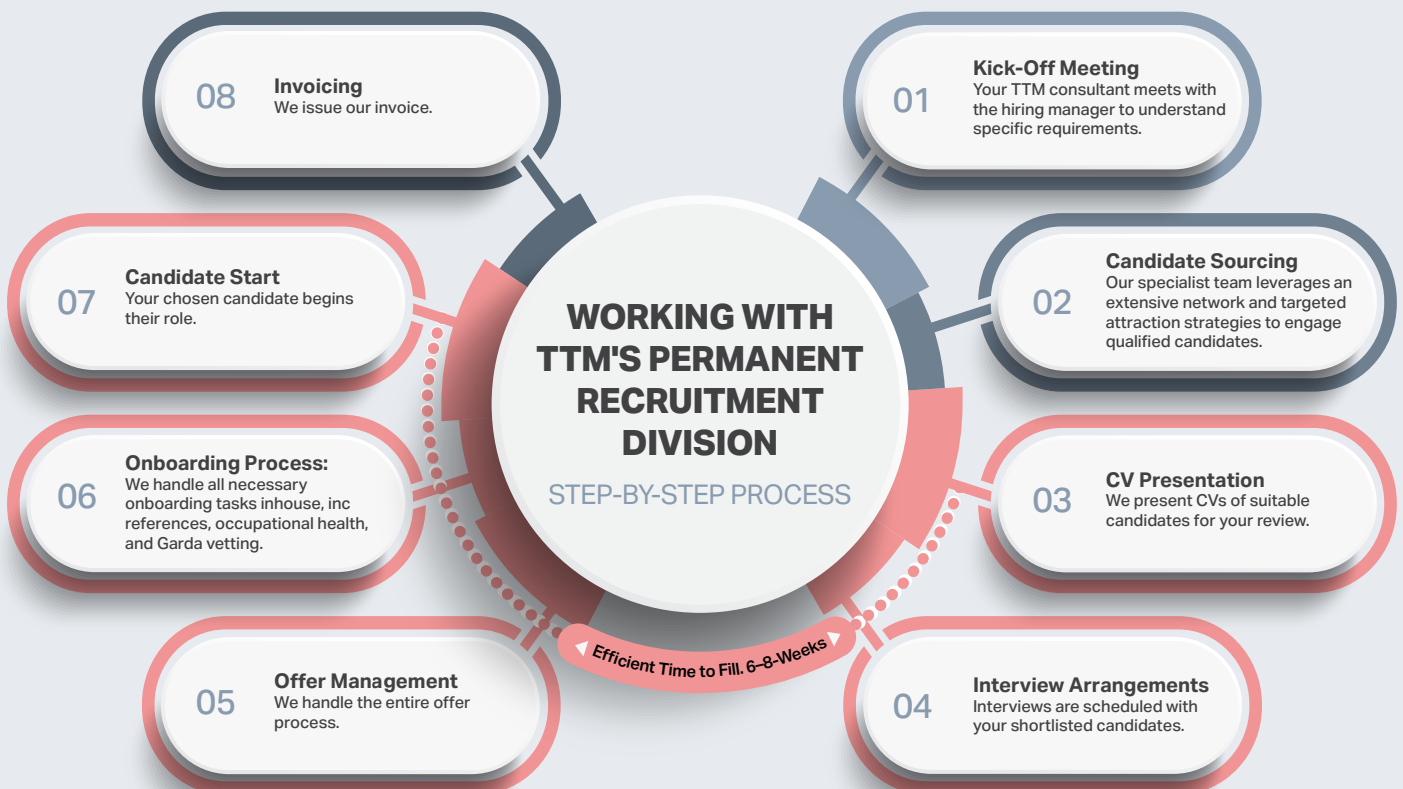 WORKING WITH
TTM'S PERMANENT
RECRUITMENT
DIVISION
STEP-BY-STEP PROCESS
01
Kick-Off Meeting
Your TTM consultant meets with
the hiring manager to understand
specific requirements.
02
Candidate Sourcing
Our specialist team leverages an
extensive network and targeted
attraction strategies to engage
qualified candidates.
03
CV Presentation
We present CVs of suitable
candidates for your review.
04
Interview Arrangements
Interviews are scheduled with
your shortlisted candidates.
05
Offer Management
We handle the entire offer
process.
06
Onboarding Process:
We handle all necessary
onboarding tasks inhouse, inc
references, occupational health,
and Garda vetting.
07
Candidate Start
Your chosen candidate begins
their role.
08
Invoicing
We issue our invoice.
Efficient Time to Fill. 6–8-Weeks